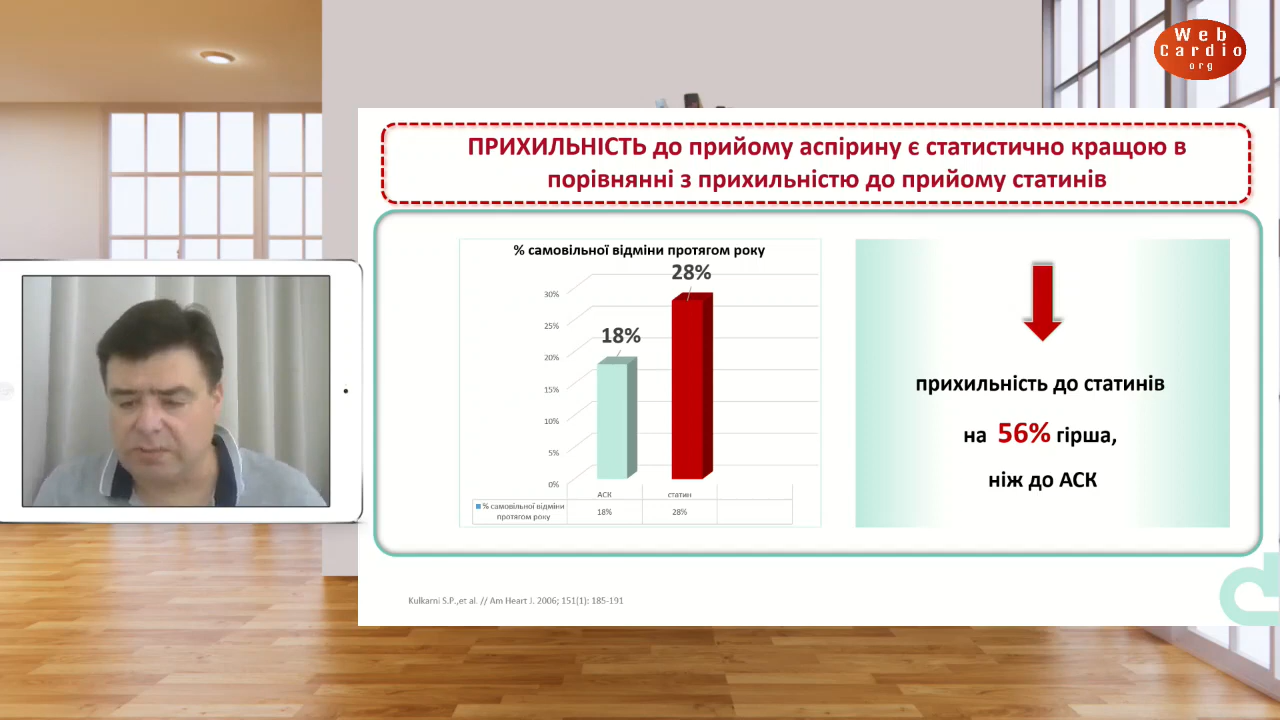 Web
Cardio
org
ПРИХИЛЬНІСТЬ до прийому аспірину є статистично кращою в
порівнянні з прихильністю до прийому статинів
% самовільної відміни протягом року
28%
18%
30%
25%
20%
15%
10%
5%
0%
АСК статин
% самовільної відміни
протягом року
18% 28%
прихильність до статинів
на 56% гірша,
ніж до АСК
Kulkarni S.P.,et al. // Am Heart J. 2006; 151(1): 185-191